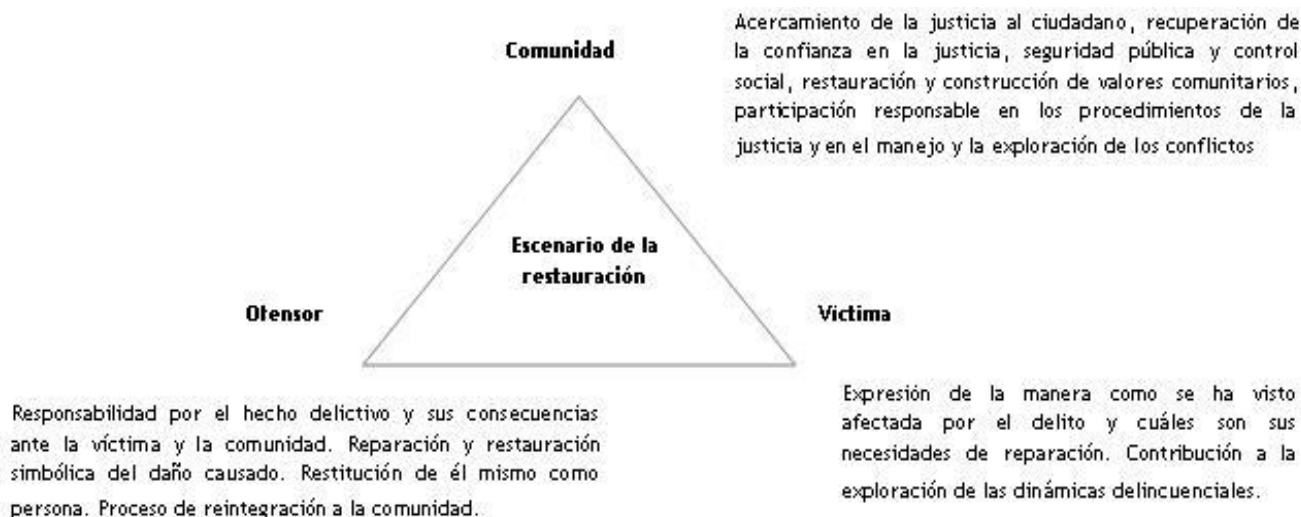 Comunidad
Acercamiento de la justicia al ciudadano, recuperación de
la confianza en la justicia, seguridad pública y control
social, restauración y construcción de valores comunitarios,
participación responsable en los procedimientos de la
justicia y en el manejo y la exploración de los conflictos
Escenario de la
restauración
Ofensor
Víctima
Responsabilidad por el hecho delictivo y sus consecuencias
ante la víctima y la comunidad. Reparación y restauración
simbólica del daño causado. Restitución de él mismo como
persona. Proceso de reintegración a la comunidad.
Expresión de la manera como se ha visto
afectada por el delito y cuáles son sus
necesidades de reparación. Contribución a la
exploración de las dinámicas delincuenciales.